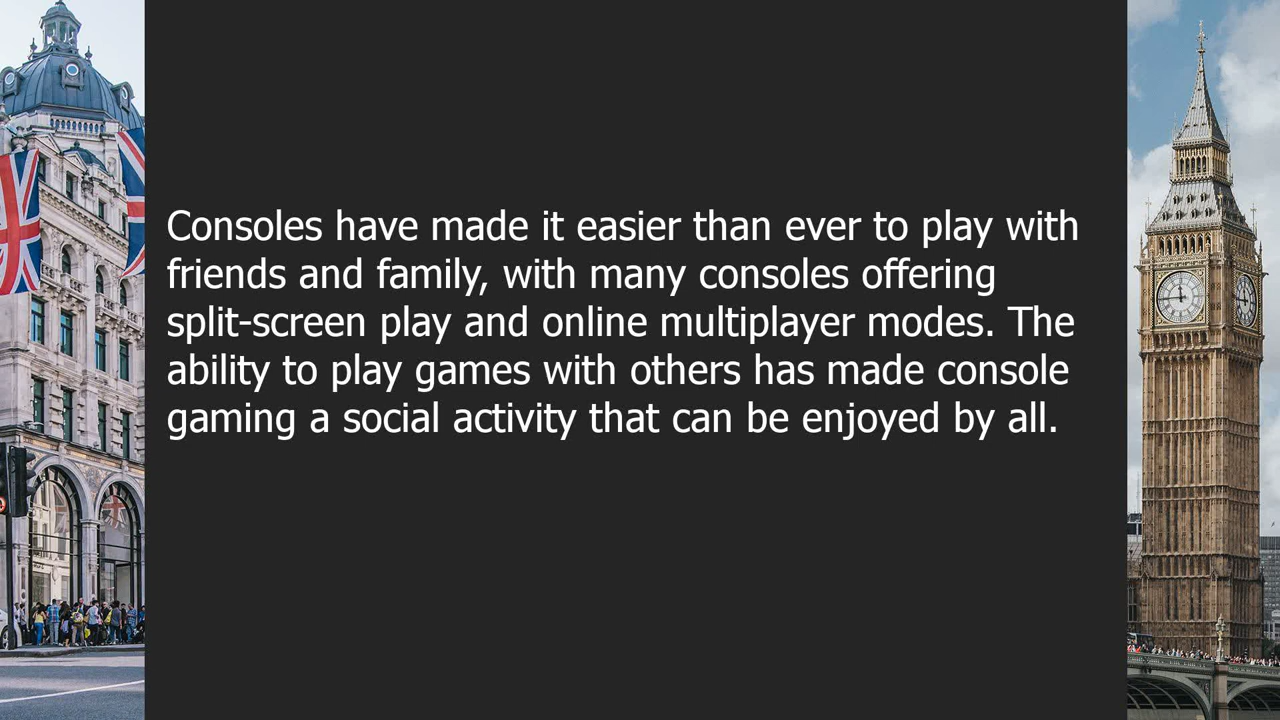 Consoles have made it easier than ever to play with
friends and family, with many consoles offering
split-screen play and online multiplayer modes. The
ability to play games with others has made console
gaming a social activity that can be enjoyed by all.